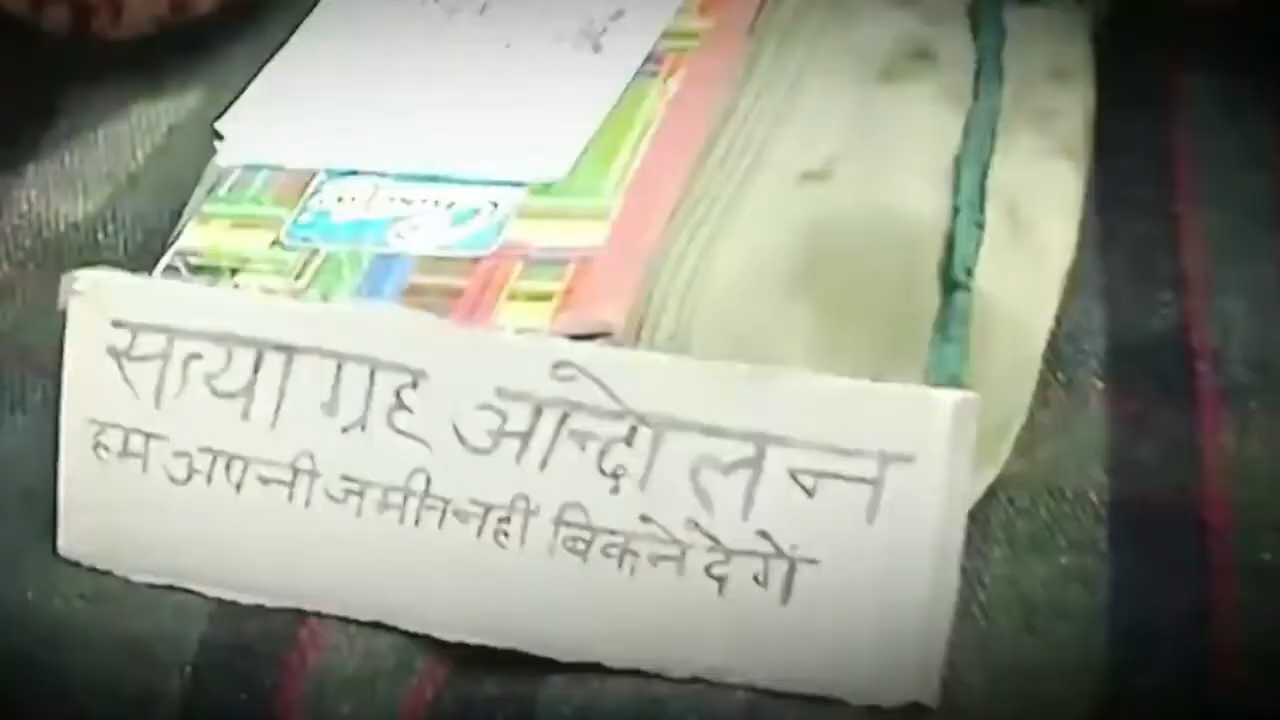 सत्याग्रह आन्दोलन
हम अपनी जमीन नही बिकने देगें